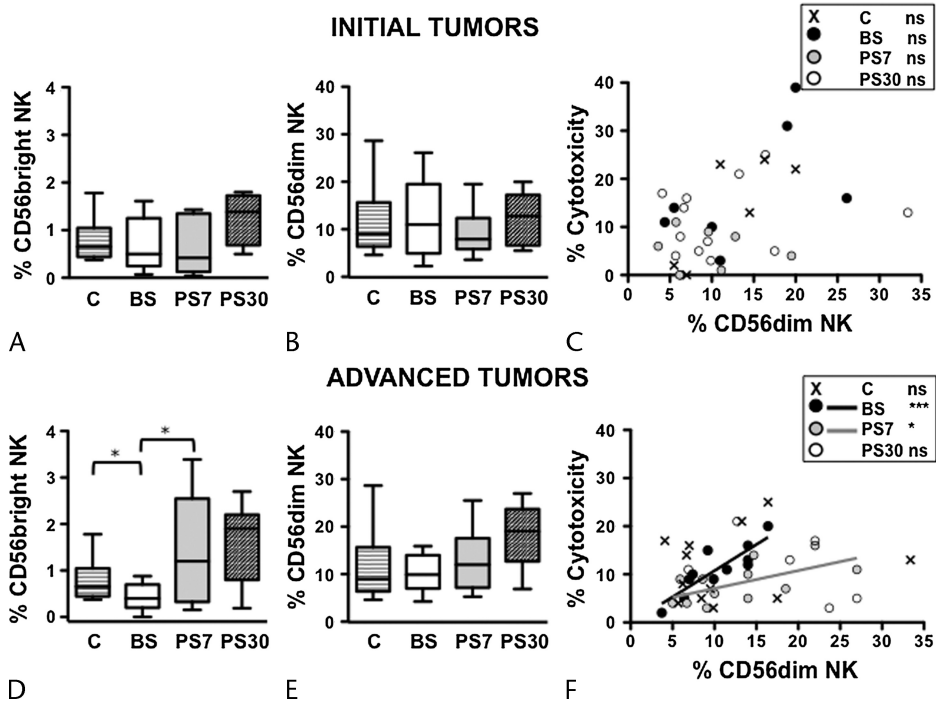 INITIAL TUMORS
C ns
BS ns
PS7 ns
PS30 ns
% CD56bright NK
4
3
2
1
0
C BS PS7 PS30
A
% CD56dim NK
40
30
20
10
0
C BS PS7 PS30
B
% Cytotoxicity
40
30
20
10
0
0 5 10 15 20 25 30 35
% CD56dim NK
C
ADVANCED TUMORS
C ns
BS ***
PS7 *
PS30 ns
% CD56bright NK
4
3
2
1
0
* *
C BS PS7 PS30
D
% CD56dim NK
40
30
20
10
0
C BS PS7 PS30
E
% Cytotoxicity
40
30
20
10
0
0 5 10 15 20 25 30 35
% CD56dim NK
F